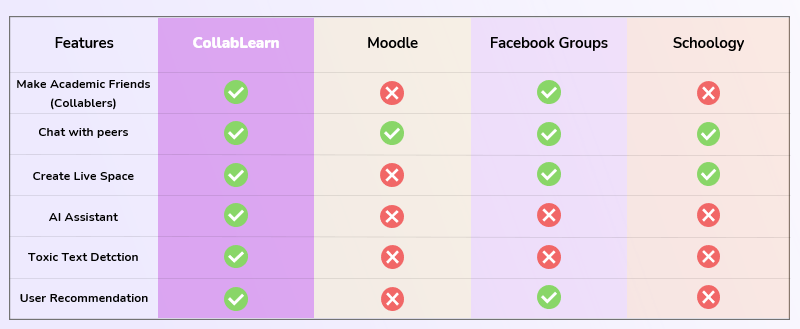 Features CollabLearn Moodle Facebook Groups Schoology
Make Academic Friends
(Collablers)
Chat with peers
Create Live Space
AI Assistant
Toxic Text Detction
User Recommendation